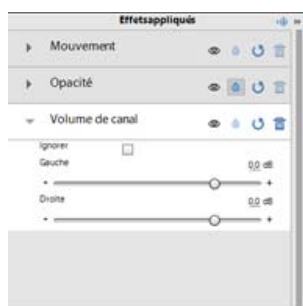 Effetsappliqués
Mouvement
Opacité
Volume de canal
Ignorer
Gauche
0,0 dB
- +
Droite
0,0 dB
- +